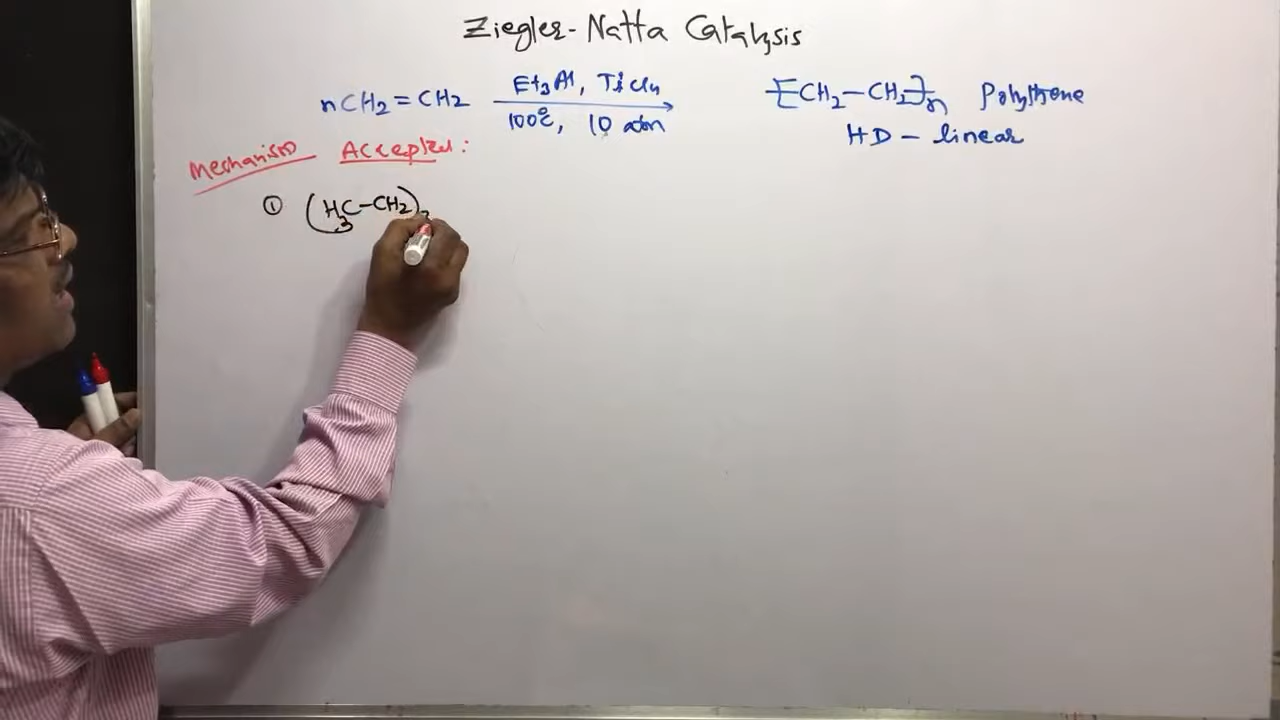 Ziegler-Natta Catalysis
nCH2=CH2 Et3Al, TiCl4 [CH2-CH2]n Polythene
100℃, 10 atm HD - linear
Mechanism Accepted:
① (H3C-CH2)3